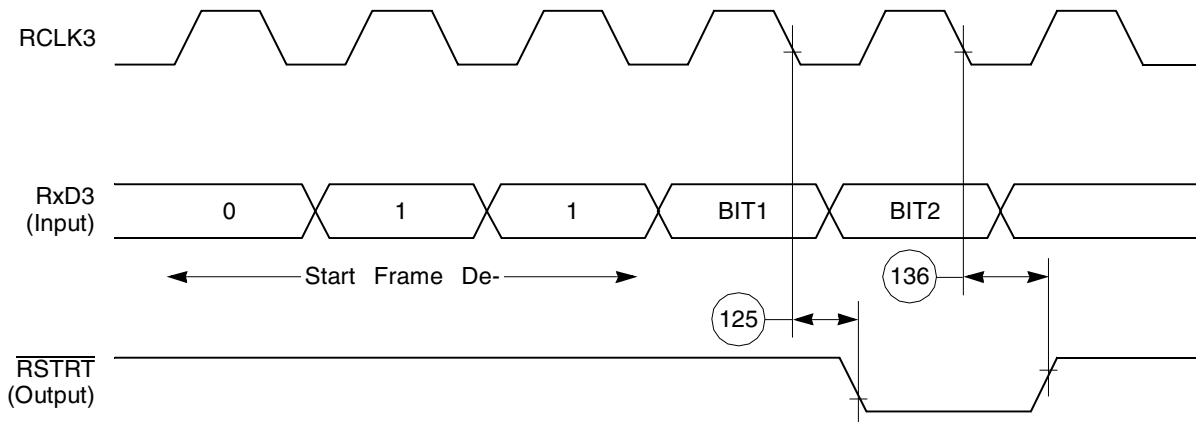 RCLK3
RxD3
(Input)
0 1 1 BIT1 BIT2
Start Frame De-
136
125
RSTRT
(Output)